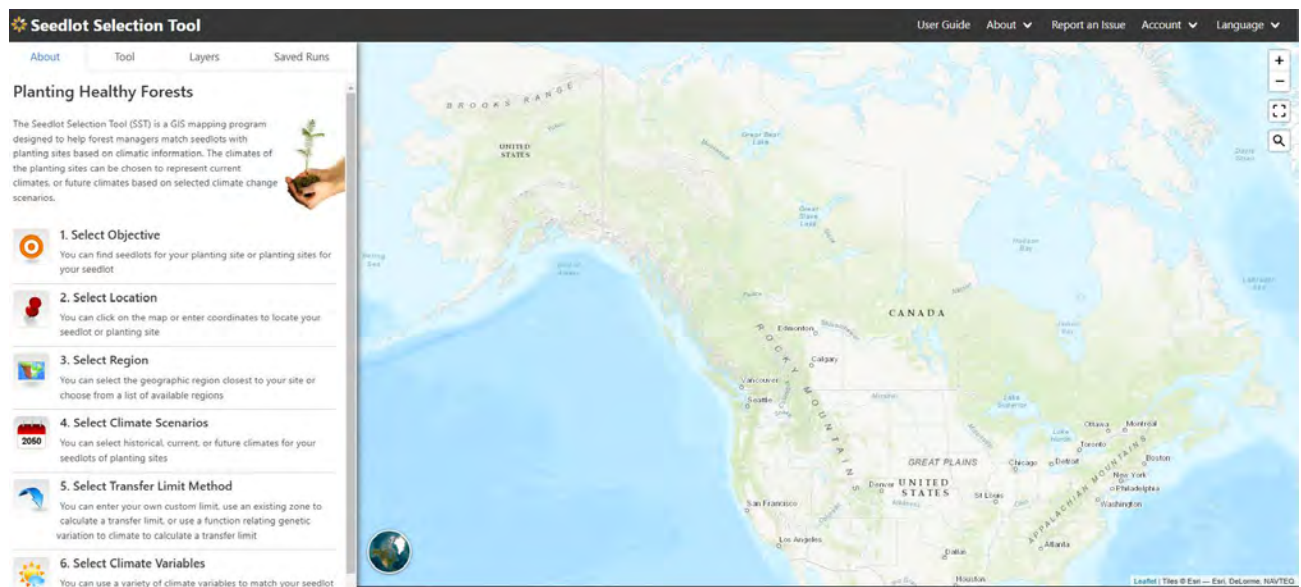 Seedlot Selection Tool
User Guide About Report an Issue Account Language
About Tool Layers Saved Runs
Planting Healthy Forests
The Seedlot Selection Tool (SST) is a GIS mapping program
designed to help forest managers match seedlots with
planting sites based on climatic information. The climates of
the planting sites can be chosen to represent current
climates, or future climates based on selected climate change
scenarios.
1. Select Objective
You can find seedlots for your planting site or planting sites for
your seedlot
2. Select Location
You can click on the map or enter coordinates to locate your
seedlot or planting site
3. Select Region
You can select the geographic region closest to your site or
choose from a list of available regions
2050
4. Select Climate Scenarios
You can select historical, current, or future climates for your
seedlots of planting sites
5. Select Transfer Limit Method
You can enter your own custom limit, use an existing zone to
calculate a transfer limit, or use a function relating genetic
variation to climate to calculate a transfer limit
6. Select Climate Variables
You can use a variety of climate variables to match your seedlot
+
−
BROOKS RANGE
UNITED
STATES
Great Bear
Lake
Great
Slave
Lake
Hudson
Bay
CANADA
Edmonton
Calgary
Vancouver
Seattle
ROCKY MOUNTAINS
Lake
Superior
Ottawa
Montreal
Toronto
Boston
GREAT PLAINS
Chicago
Detroit
New York
Philadelphia
Denver
UNITED
STATES
St Louis
Washington
APPALACHIAN MOUNTAINS
San Francisco
Los Angeles
Atlanta
Dallas
Houston
Leaflet | Tiles © Esri — Esri, DeLorme, NAVTEQ